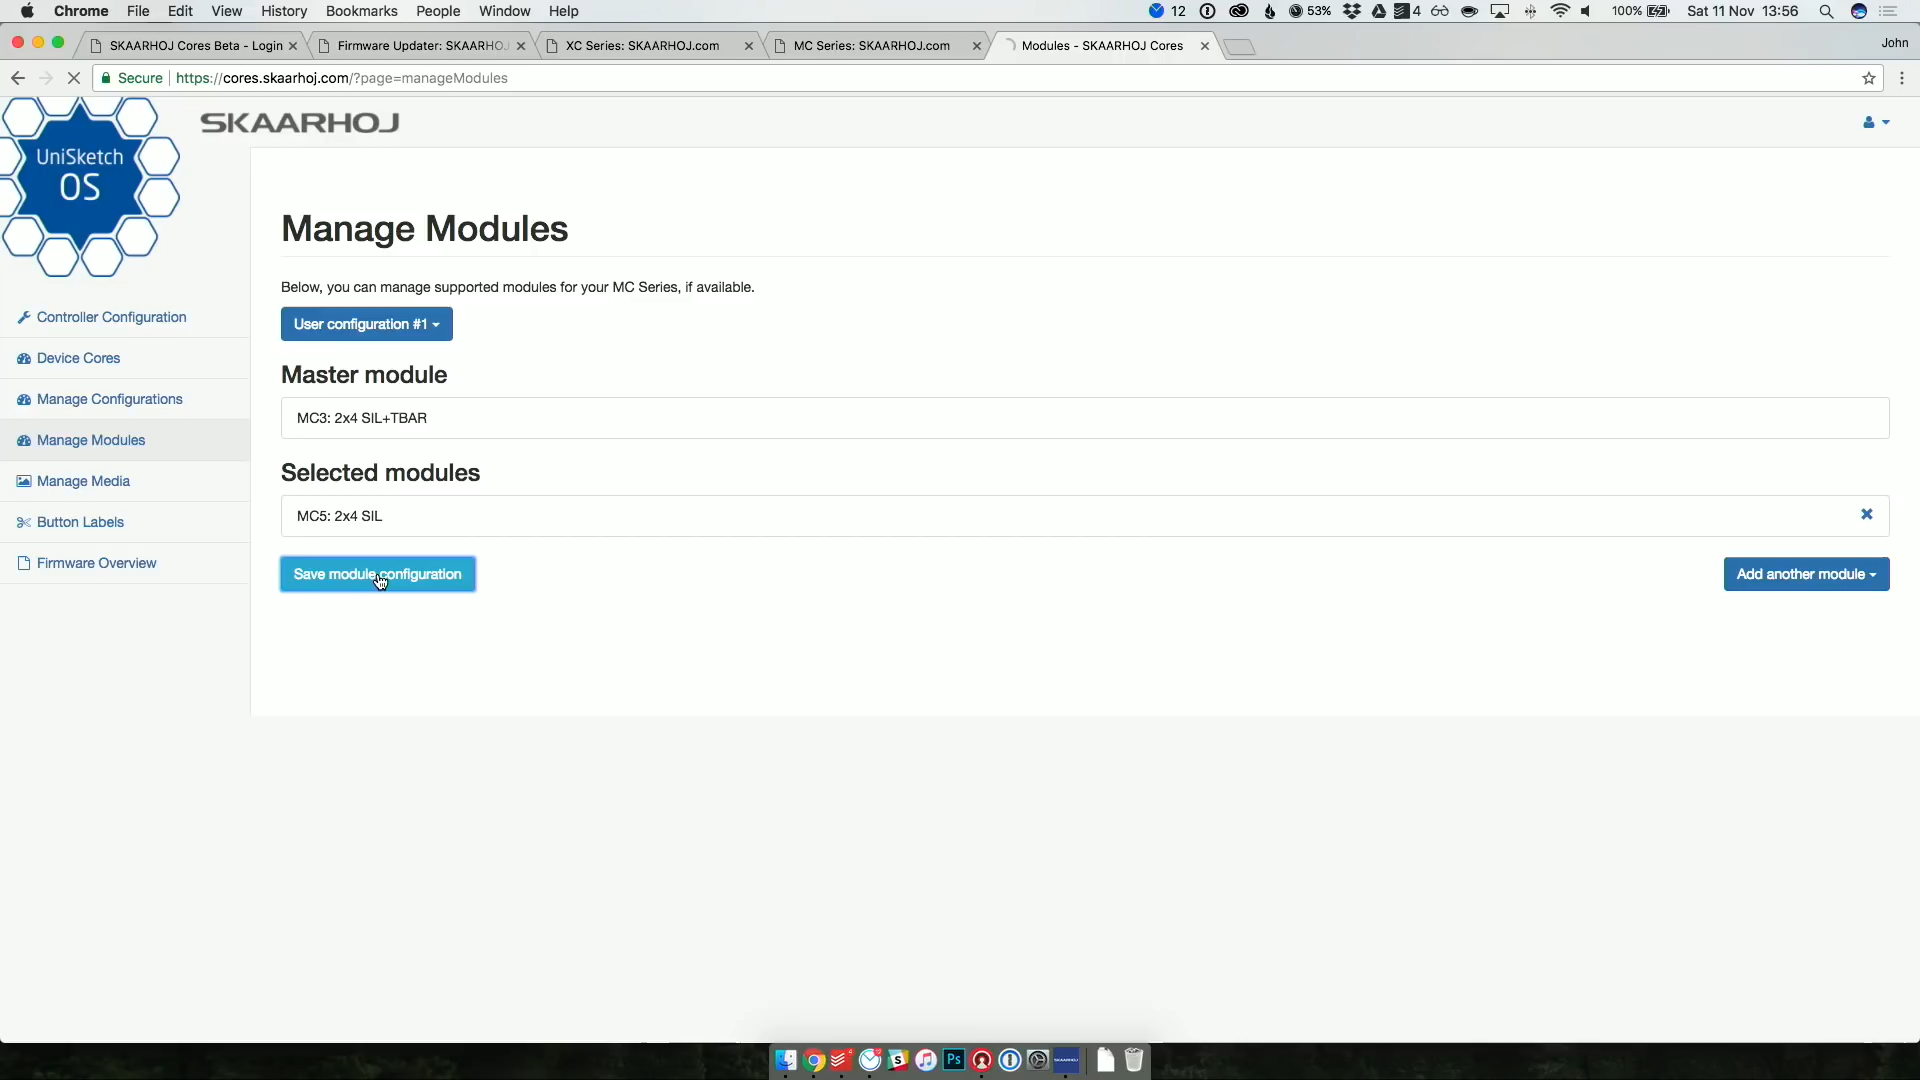 Chrome File Edit View History Bookmarks People Window Help 12 53% 4 100% Sat 11 Nov 13:56
SKAARHOJ Cores Beta - Login Firmware Updater: SKAARHOJ XC Series: SKAARHOJ.com MC Series: SKAARHOJ.com Modules - SKAARHOJ Cores John
Secure https://cores.skaarhoj.com/?page=manageModules
UniSketch
OS
SKAARHOJ
Controller Configuration
Device Cores
Manage Configurations
Manage Modules
Manage Media
Button Labels
Firmware Overview
Manage Modules
Below, you can manage supported modules for your MC Series, if available.
User configuration #1
Master module
MC3: 2x4 SIL+TBAR
Selected modules
MC5: 2x4 SIL
Save module configuration
Add another module
Ps
SKAARHOJ